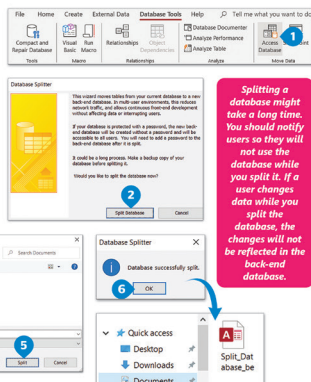 File Home Create External Data Database Tools Help Tell me what you want to do
Compact and Repair Database
Visual Basic
Run Macro
Relationships
Object Dependencies
Database Documenter
Analyze Performance
Analyze Table
Access Database
1
Tools Macro Relationships Analyze Move Data
Database Splitter
This wizard moves tables from your current database to a new
back-end database. In multi-user environments, this reduces
network traffic, and allows continuous front-end development
without affecting data or interrupting users.
If your database is protected with a password, the new back-
end database will be created without a password and will be
accessible to all users. You will need to add a password to the
back-end database after it is split.
It could be a long process. Make a backup copy of your
database before splitting it.
Would you like to split the database now?
2
Split Database Cancel
Splitting a
database might
take a long time.
You should notify
users so they will
not use the
database while
you split it. If a
user changes
data while you
split the
database, the
changes will not
be reflected in the
back-end
database.
Search Documents
5
Split Cancel
Database Splitter
Database successfully split.
6
OK
Quick access
Desktop
Downloads
Documents
Split_Dat
abase_be